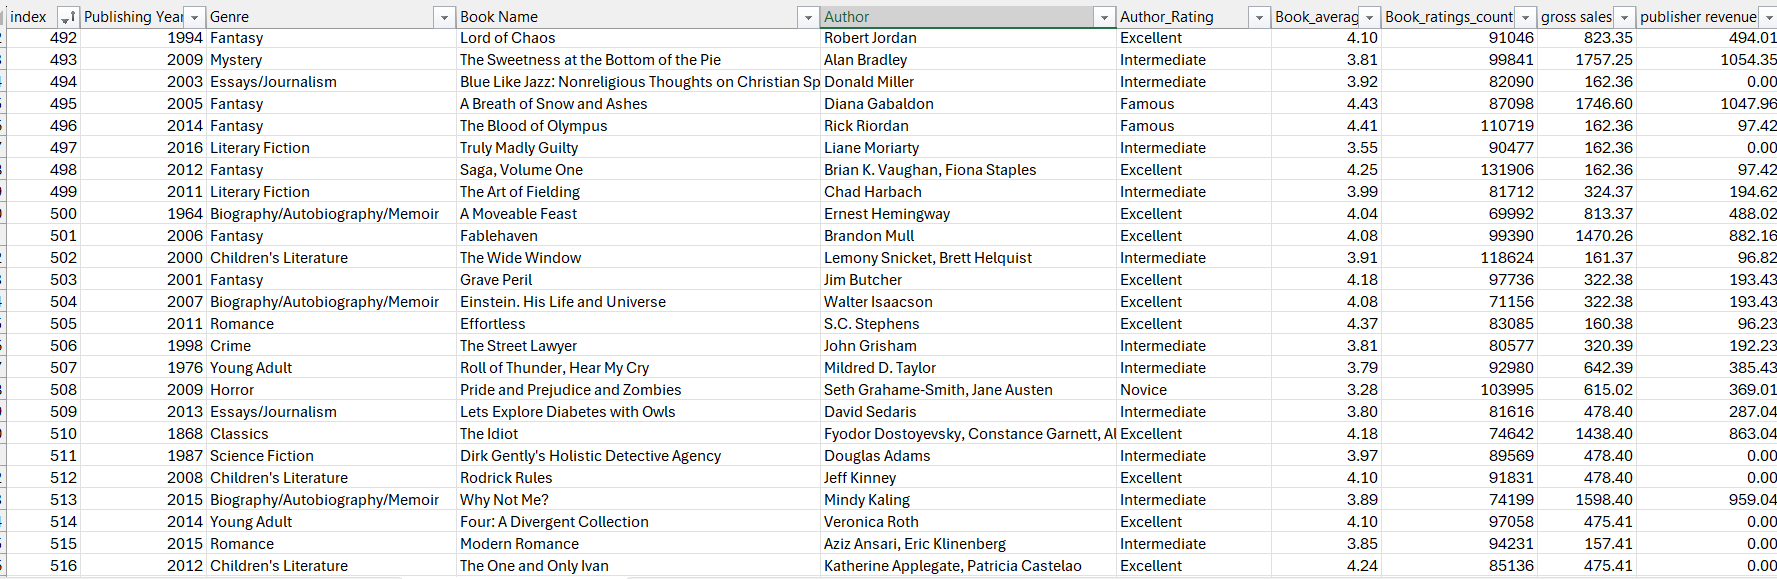 index Publishing Year Genre Book Name Author Author_Rating Book_averag Book_ratings_count gross sales publisher revenue
492 1994 Fantasy Lord of Chaos Robert Jordan Excellent 4.10 91046 823.35 494.01
493 2009 Mystery The Sweetness at the Bottom of the Pie Alan Bradley Intermediate 3.81 99841 1757.25 1054.35
494 2003 Essays/Journalism Blue Like Jazz: Nonreligious Thoughts on Christian Sp Donald Miller Intermediate 3.92 82090 162.36 0.00
495 2005 Fantasy A Breath of Snow and Ashes Diana Gabaldon Famous 4.43 87098 1746.60 1047.96
496 2014 Fantasy The Blood of Olympus Rick Riordan Famous 4.41 110719 162.36 97.42
497 2016 Literary Fiction Truly Madly Guilty Liane Moriarty Intermediate 3.55 90477 162.36 0.00
498 2012 Fantasy Saga, Volume One Brian K. Vaughan, Fiona Staples Excellent 4.25 131906 162.36 97.42
499 2011 Literary Fiction The Art of Fielding Chad Harbach Intermediate 3.99 81712 324.37 194.62
500 1964 Biography/Autobiography/Memoir A Moveable Feast Ernest Hemingway Excellent 4.04 69992 813.37 488.02
501 2006 Fantasy Fablehaven Brandon Mull Excellent 4.08 99390 1470.26 882.16
502 2000 Children's Literature The Wide Window Lemony Snicket, Brett Helquist Intermediate 3.91 118624 161.37 96.82
503 2001 Fantasy Grave Peril Jim Butcher Excellent 4.18 97736 322.38 193.43
504 2007 Biography/Autobiography/Memoir Einstein. His Life and Universe Walter Isaacson Excellent 4.08 71156 322.38 193.43
505 2011 Romance Effortless S.C. Stephens Excellent 4.37 83085 160.38 96.23
506 1998 Crime The Street Lawyer John Grisham Intermediate 3.81 80577 320.39 192.23
507 1976 Young Adult Roll of Thunder, Hear My Cry Mildred D. Taylor Intermediate 3.79 92980 642.39 385.43
508 2009 Horror Pride and Prejudice and Zombies Seth Grahame-Smith, Jane Austen Novice 3.28 103995 615.02 369.01
509 2013 Essays/Journalism Lets Explore Diabetes with Owls David Sedaris Intermediate 3.80 81616 478.40 287.04
510 1868 Classics The Idiot Fyodor Dostoyevsky, Constance Garnett, Al Excellent 4.18 74642 1438.40 863.04
511 1987 Science Fiction Dirk Gently's Holistic Detective Agency Douglas Adams Intermediate 3.97 89569 478.40 0.00
512 2008 Children's Literature Rodrick Rules Jeff Kinney Excellent 4.10 91831 478.40 0.00
513 2015 Biography/Autobiography/Memoir Why Not Me? Mindy Kaling Intermediate 3.89 74199 1598.40 959.04
514 2014 Young Adult Four: A Divergent Collection Veronica Roth Excellent 4.10 97058 475.41 0.00
515 2015 Romance Modern Romance Aziz Ansari, Eric Klinenberg Intermediate 3.85 94231 157.41 0.00
516 2012 Children's Literature The One and Only Ivan Katherine Applegate, Patricia Castelao Excellent 4.24 85136 475.41 0.00